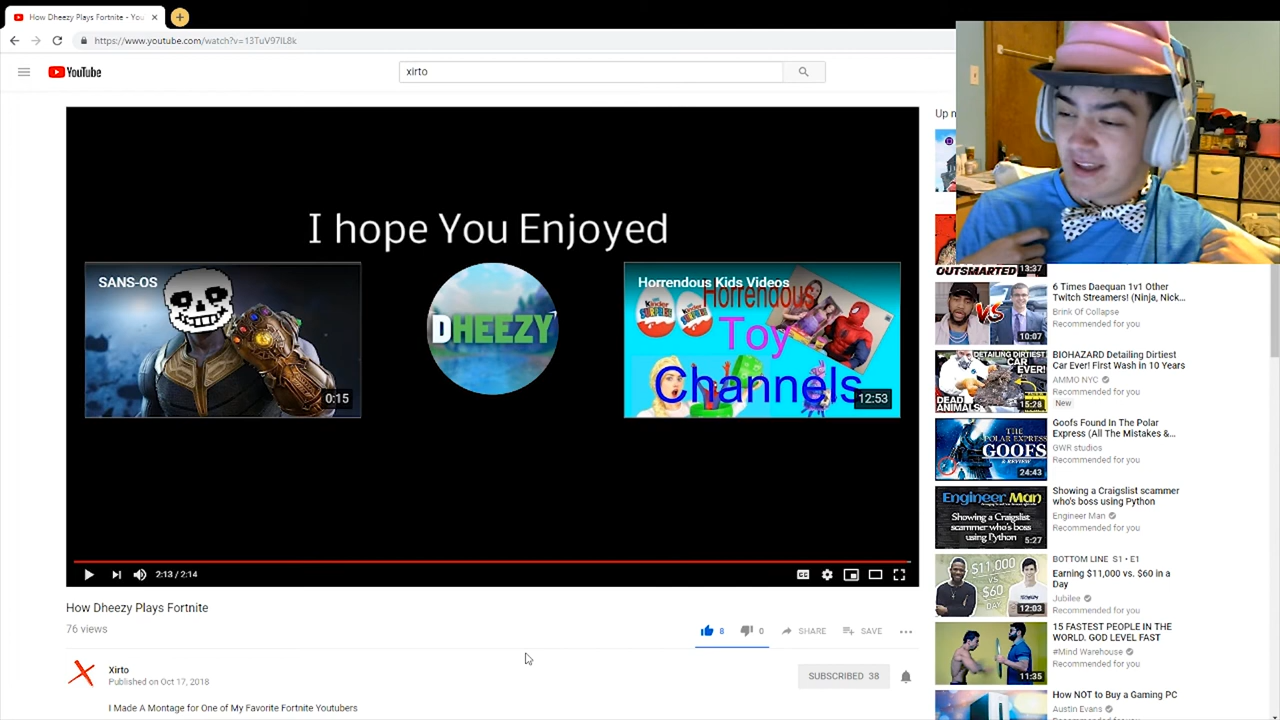 How Dheezy Plays Fortnite - You
https://www.youtube.com/watch?v=13TuV97IL8k
YouTube
xirto
I hope You Enjoyed
SANS-OS
0:15
DHEEZY
Horrendous Kids Videos
Kinder
SURPRISE
Horrendous
Toy
Channels
12:53
2:13 / 2:14
How Dheezy Plays Fortnite
76 views
8
0
SHARE
SAVE
Xirto
Published on Oct 17, 2018
SUBSCRIBED 38
I Made A Montage for One of My Favorite Fortnite Youtubers
Up n
OUTSMARTED
13:37
VS
10:07
6 Times Daequan 1v1 Other
Twitch Streamers! (Ninja, Nick...
Brink Of Collapse
Recommended for you
DETAILING DIRTIEST
CAR
EVER!
DEAD
ANIMALS
15:28
BIOHAZARD Detailing Dirtiest
Car Ever! First Wash in 10 Years
AMMO NYC
New
THE
POLAR EXPRESS
GOOFS
& REVIEW
24:43
Goofs Found In The Polar
Express (All The Mistakes &...
GWR studios
Recommended for you
Engineer Man
Showing a Craigslist
scammer who's boss
using Python
5:27
Showing a Craigslist scammer
who's boss using Python
Engineer Man
Recommended for you
$11,000
VS
$60
DAY
12:03
BOTTOM LINE S1 • E1
Earning $11,000 vs. $60 in a
Day
Jubilee
Recommended for you
11:35
15 FASTEST PEOPLE IN THE
WORLD. GOD LEVEL FAST
#Mind Warehouse
Recommended for you
How NOT to Buy a Gaming PC
Austin Evans
Recommended for you